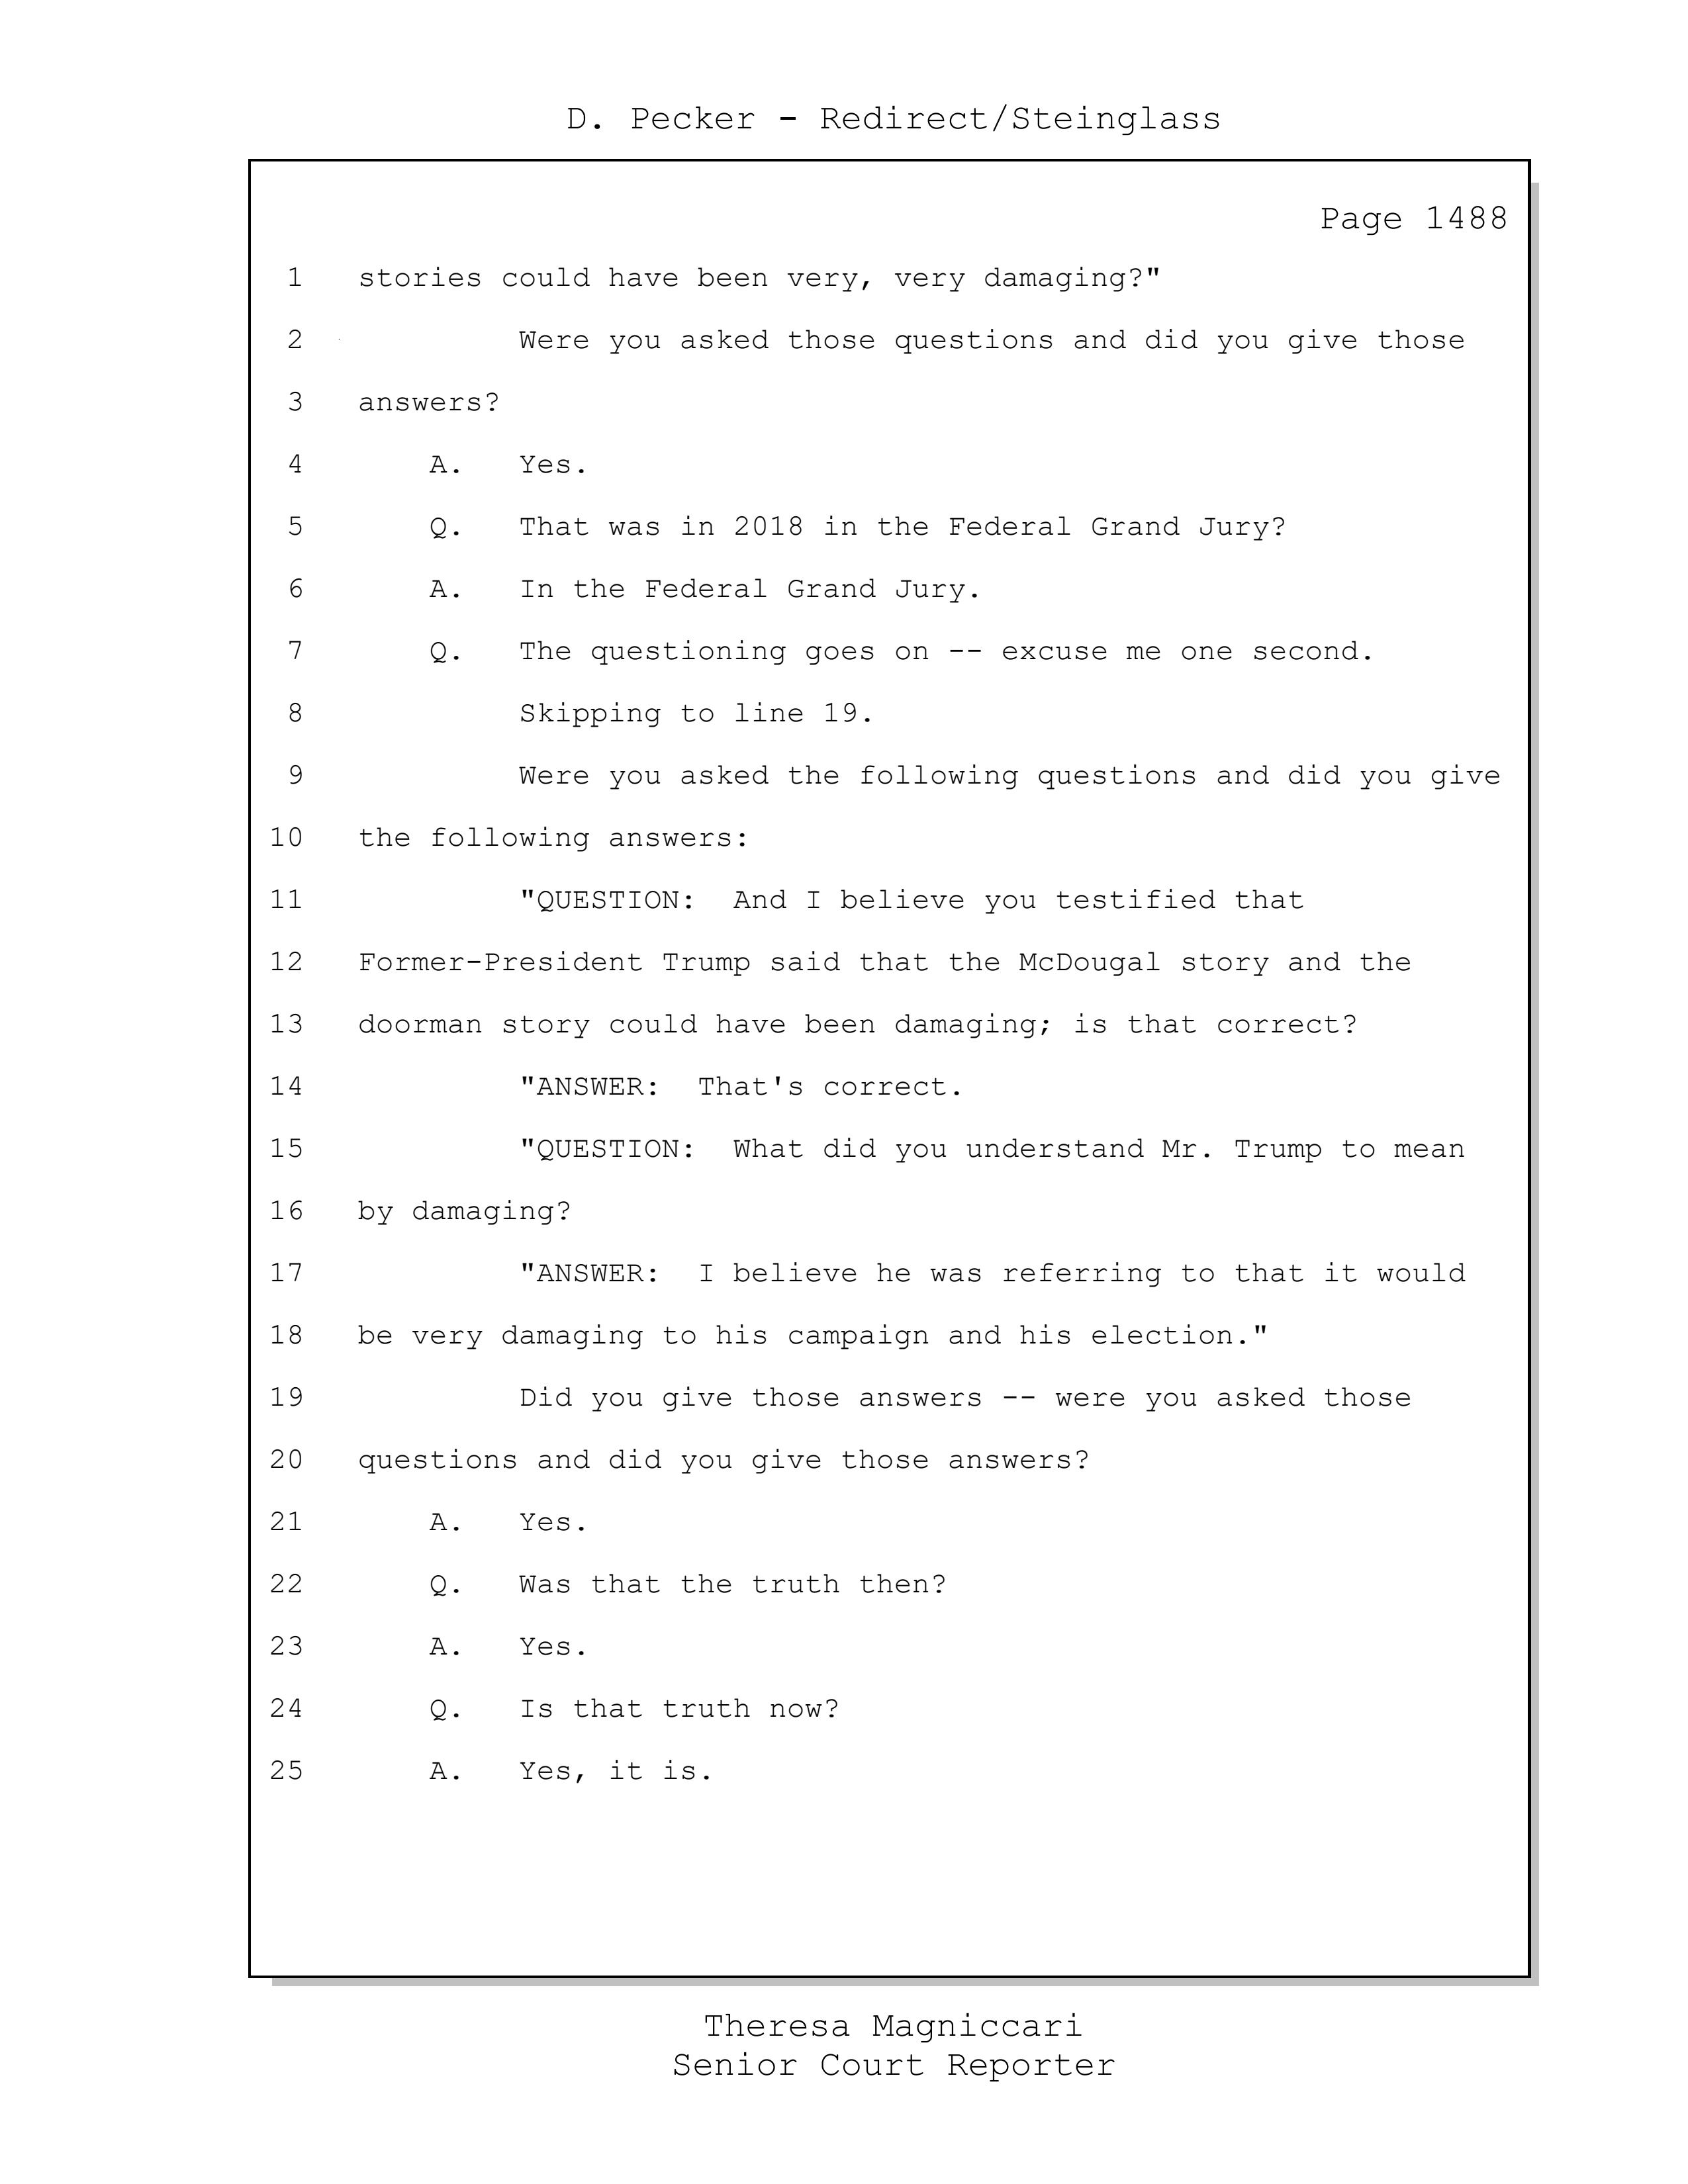 D. Pecker - Redirect/Steinglass
Page 1488
1 stories could have been very, very damaging?"
2 Were you asked those questions and did you give those
3 answers?
4 A. Yes.
5 Q. That was in 2018 in the Federal Grand Jury?
6 A. In the Federal Grand Jury.
7 Q. The questioning goes on -- excuse me one second.
8 Skipping to line 19.
9 Were you asked the following questions and did you give
10 the following answers:
11 "QUESTION: And I believe you testified that
12 Former-President Trump said that the McDougal story and the
13 doorman story could have been damaging; is that correct?
14 "ANSWER: That's correct.
15 "QUESTION: What did you understand Mr. Trump to mean
16 by damaging?
17 "ANSWER: I believe he was referring to that it would
18 be very damaging to his campaign and his election."
19 Did you give those answers -- were you asked those
20 questions and did you give those answers?
21 A. Yes.
22 Q. Was that the truth then?
23 A. Yes.
24 Q. Is that truth now?
25 A. Yes, it is.
Theresa Magniccari
Senior Court Reporter